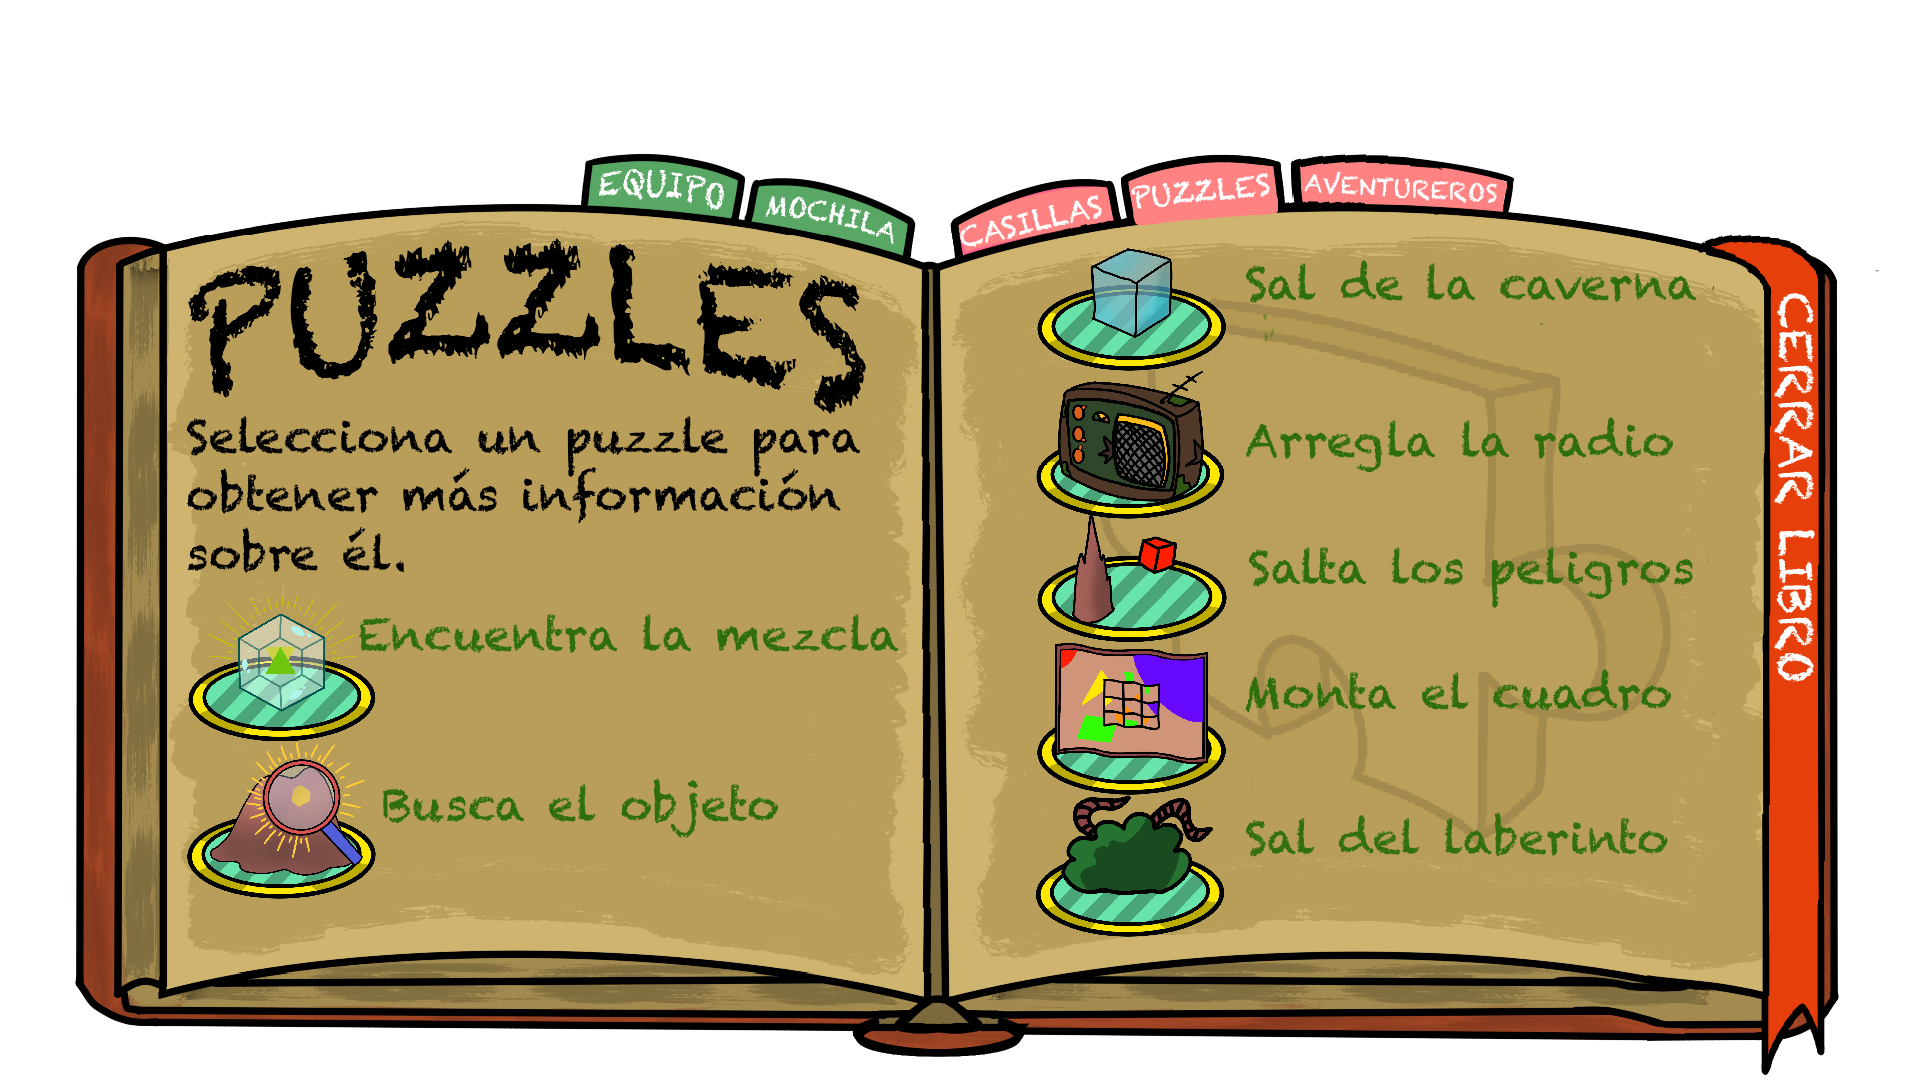 EQUIPO
MOCHILA
CASILLAS
PUZZLES
AVENTUREROS
PUZZLES
Selecciona un puzzle para
obtener más información
sobre él.
Encuentra la mezcla
Busca el objeto
Sal de la caverna
Arregla la radio
Salta los peligros
Monta el cuadro
Sal del laberinto
CERRAR LIBRO